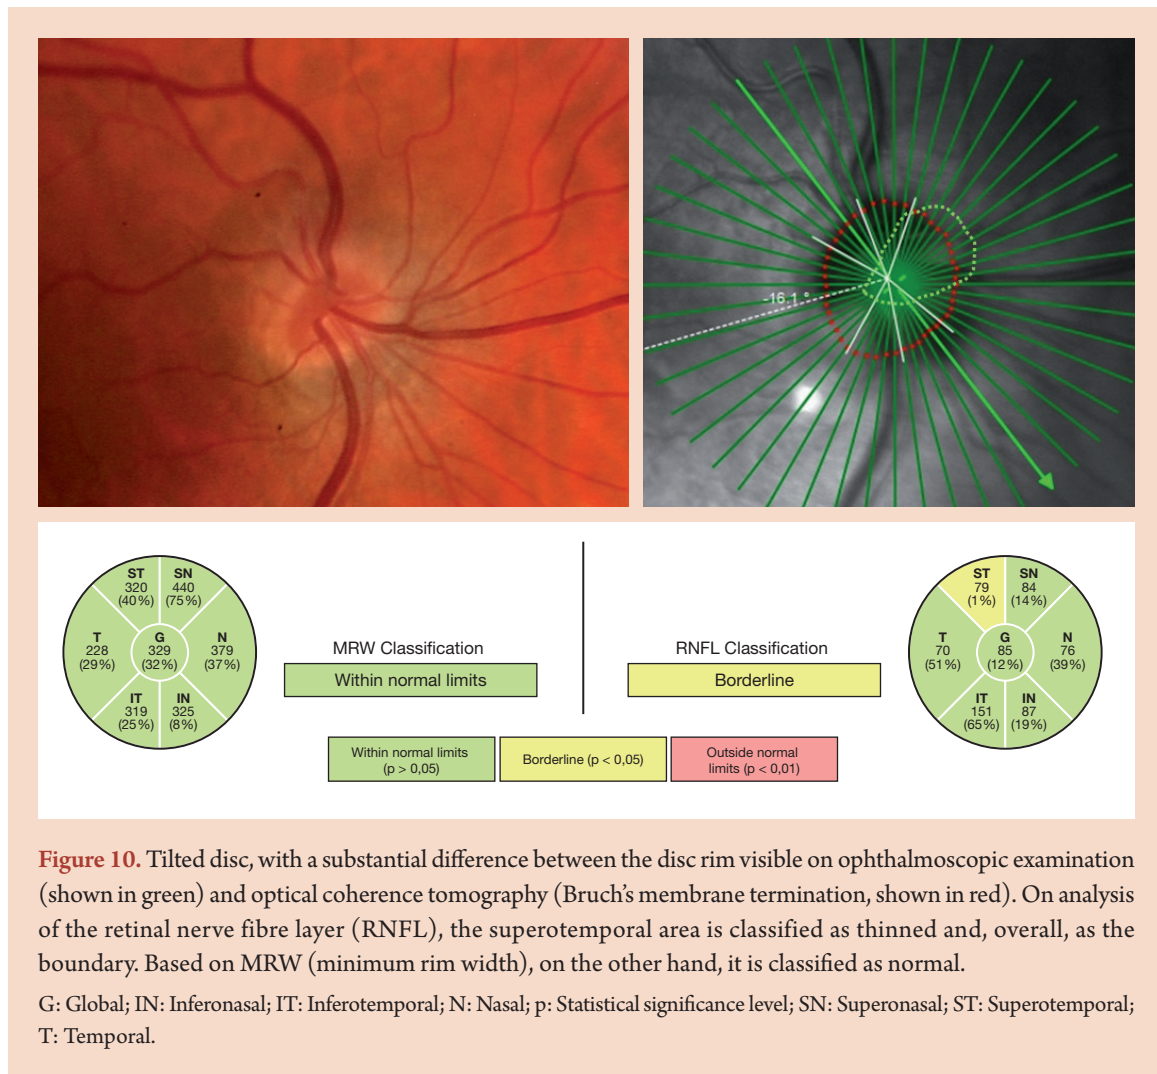 -16.1 °
ST
320
(40%)
SN
440
(75%)
T
228
(29%)
G
329
(32%)
N
379
(37%)
IT
319
(25%)
IN
325
(8%)
MRW Classification
Within normal limits
RNFL Classification
Borderline
ST
79
(1%)
SN
84
(14%)
T
70
(51%)
G
85
(12%)
N
76
(39%)
IT
151
(65%)
IN
87
(19%)
Within normal limits
(p > 0,05)
Borderline (p < 0,05)
Outside normal
limits (p < 0,01)
Figure 10. Tilted disc, with a substantial difference between the disc rim visible on ophthalmoscopic examination
(shown in green) and optical coherence tomography (Bruch’s membrane termination, shown in red). On analysis
of the retinal nerve fibre layer (RNFL), the superotemporal area is classified as thinned and, overall, as the
boundary. Based on MRW (minimum rim width), on the other hand, it is classified as normal.
G: Global; IN: Inferonasal; IT: Inferotemporal; N: Nasal; p: Statistical significance level; SN: Superonasal; ST: Superotemporal;
T: Temporal.